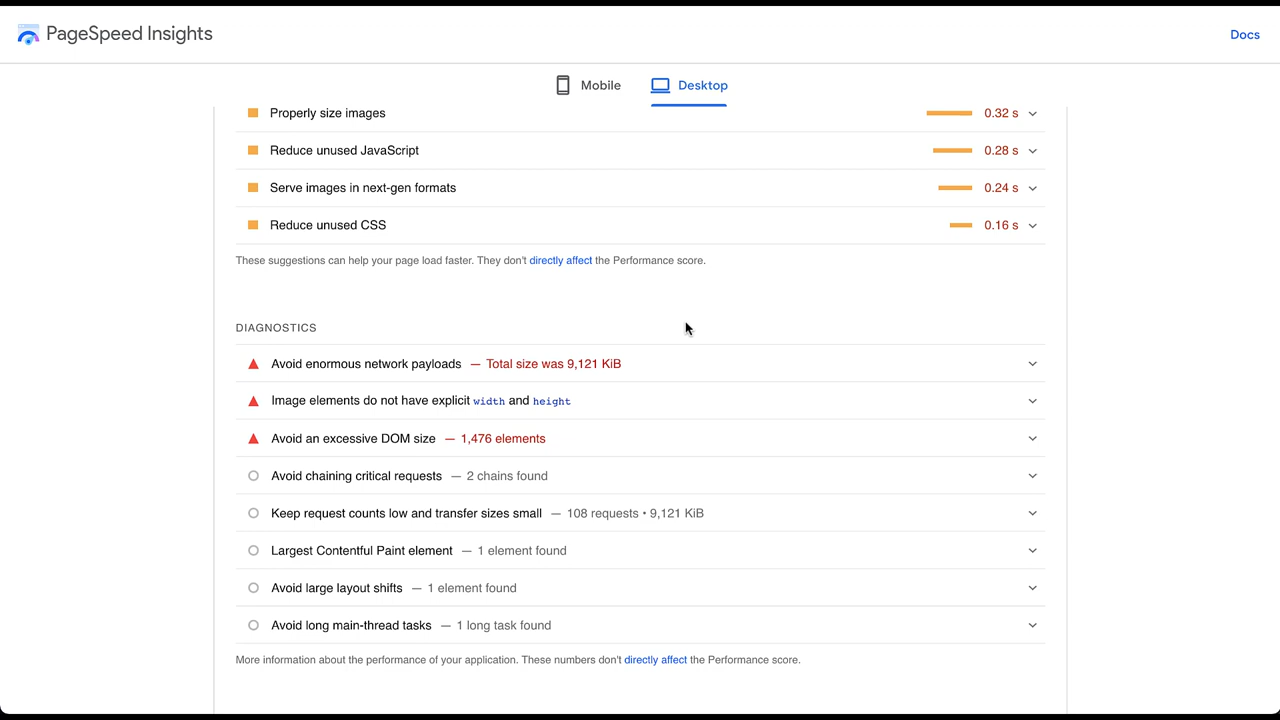 PageSpeed Insights
Docs
Mobile
Desktop
Properly size images 0.32 s
Reduce unused JavaScript 0.28 s
Serve images in next-gen formats 0.24 s
Reduce unused CSS 0.16 s
These suggestions can help your page load faster. They don't directly affect the Performance score.
DIAGNOSTICS
Avoid enormous network payloads — Total size was 9,121 KiB
Image elements do not have explicit width and height
Avoid an excessive DOM size — 1,476 elements
Avoid chaining critical requests — 2 chains found
Keep request counts low and transfer sizes small — 108 requests • 9,121 KiB
Largest Contentful Paint element — 1 element found
Avoid large layout shifts — 1 element found
Avoid long main-thread tasks — 1 long task found
More information about the performance of your application. These numbers don't directly affect the Performance score.